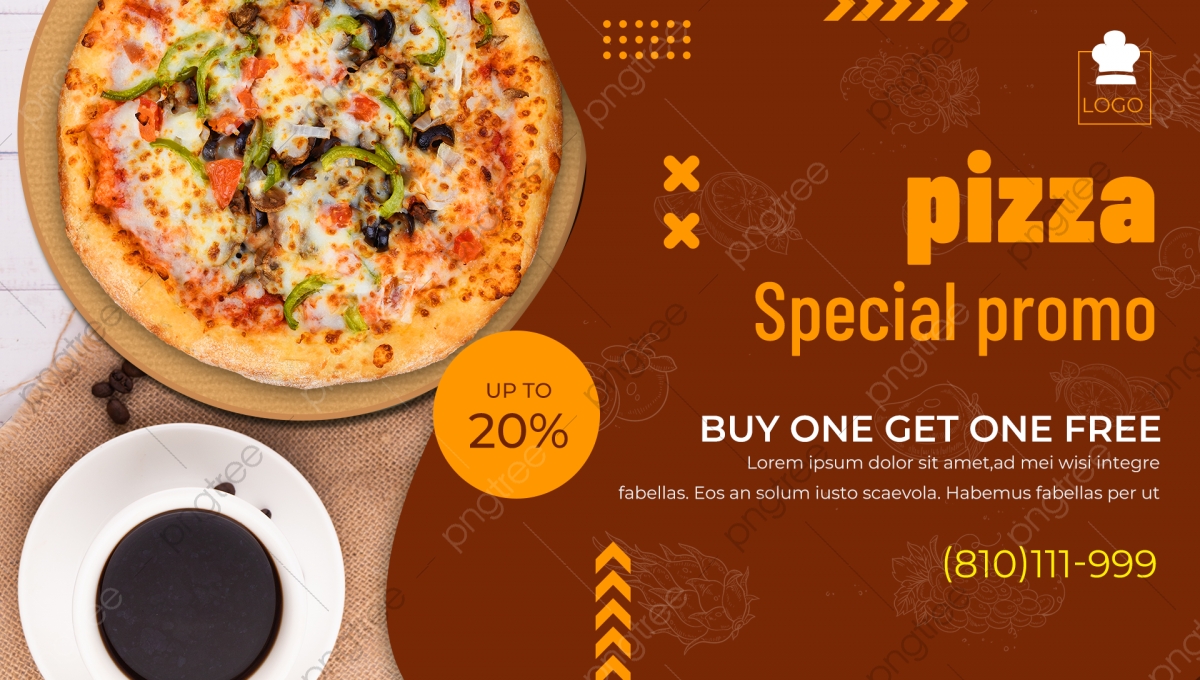 LOGO
pizza
Special promo
UP TO
20%
BUY ONE GET ONE FREE
Lorem ipsum dolor sit amet,ad mei wisi integre
fabellas. Eos an solum iusto scaevola. Habemus fabellas per ut
(810)111-999
pngtree